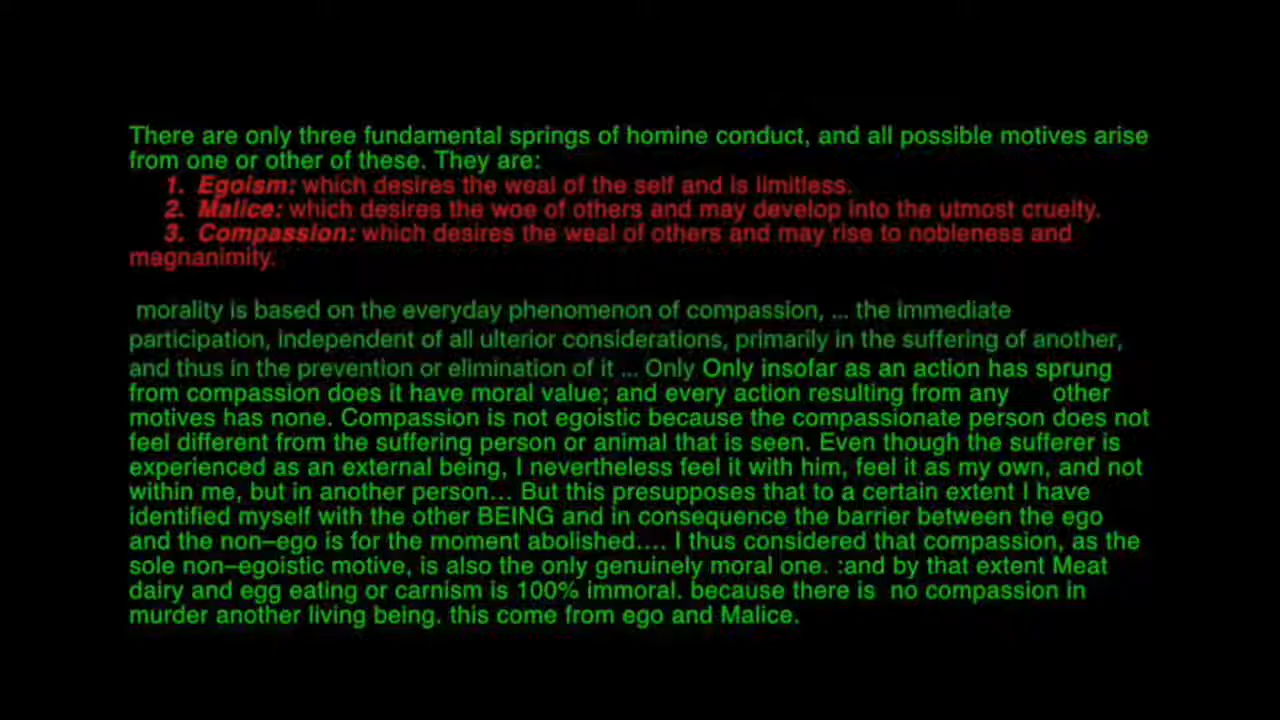 There are only three fundamental springs of homine conduct, and all possible motives arise
from one or other of these. They are:
1. Egoism: which desires the weal of the self and is limitless.
2. Malice: which desires the woe of others and may develop into the utmost cruelty.
3. Compassion: which desires the weal of others and may rise to nobleness and
magnanimity.
morality is based on the everyday phenomenon of compassion, ... the immediate
participation, independent of all ulterior considerations, primarily in the suffering of another,
and thus in the prevention or elimination of it ... Only Only insofar as an action has sprung
from compassion does it have moral value; and every action resulting from any other
motives has none. Compassion is not egoistic because the compassionate person does not
feel different from the suffering person or animal that is seen. Even though the sufferer is
experienced as an external being, I nevertheless feel it with him, feel it as my own, and not
within me, but in another person... But this presupposes that to a certain extent I have
identified myself with the other BEING and in consequence the barrier between the ego
and the non–ego is for the moment abolished.... I thus considered that compassion, as the
sole non–egoistic motive, is also the only genuinely moral one. :and by that extent Meat
dairy and egg eating or carnism is 100% immoral. because there is no compassion in
murder another living being. this come from ego and Malice.